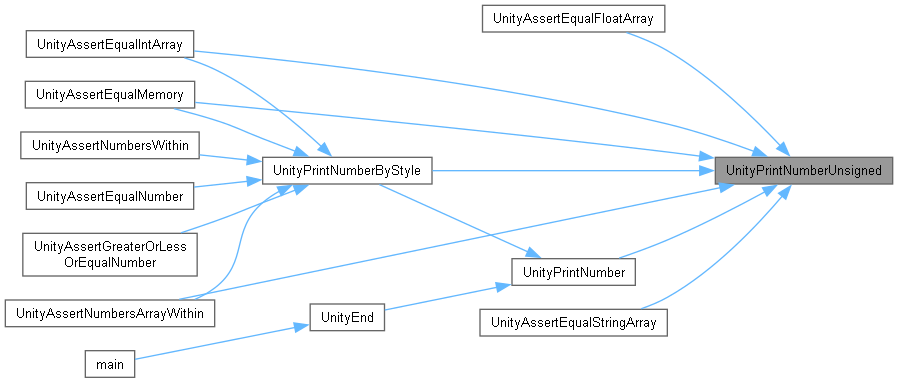 UnityAssertEqualFloatArray
UnityAssertEqualIntArray
UnityAssertEqualMemory
UnityAssertNumbersWithin
UnityPrintNumberByStyle
UnityPrintNumberUnsigned
UnityAssertEqualNumber
UnityAssertGreaterOrLess
OrEqualNumber
UnityPrintNumber
UnityAssertNumbersArrayWithin
UnityEnd
UnityAssertEqualStringArray
main